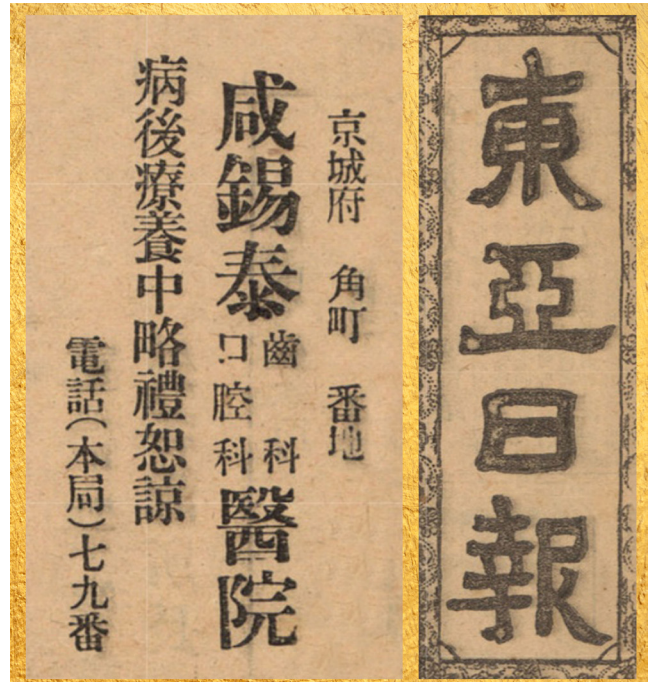 東亞日報
京城府 角町 番地
咸錫泰齒科口腔科醫院
病後療養中略禮恕諒
電話(本局)七九番